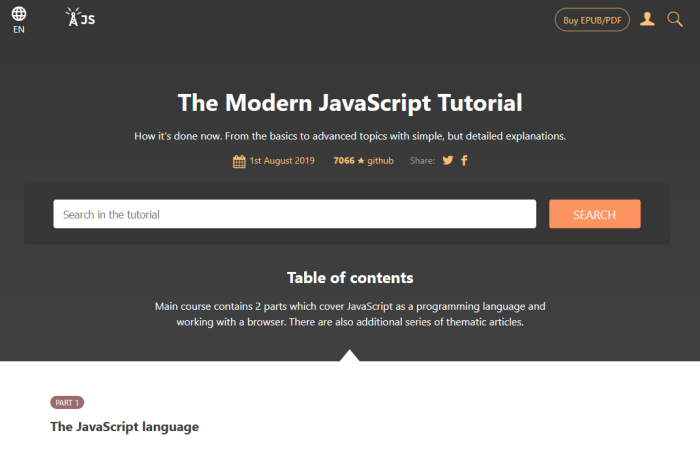 EN
JS
Buy EPUB/PDF
The Modern JavaScript Tutorial
How it's done now. From the basics to advanced topics with simple, but detailed explanations.
1st August 2019 7066 ★ github Share:
Search in the tutorial SEARCH
Table of contents
Main course contains 2 parts which cover JavaScript as a programming language and
working with a browser. There are also additional series of thematic articles.
PART 1
The JavaScript language